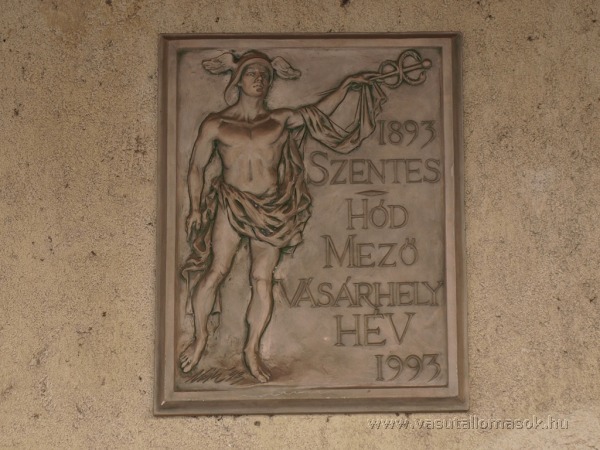 1893
SZENTES
–
HÓD
MEZŐ
VÁSÁRHELY
HÉV
1993
www.vasutallomasok.hu